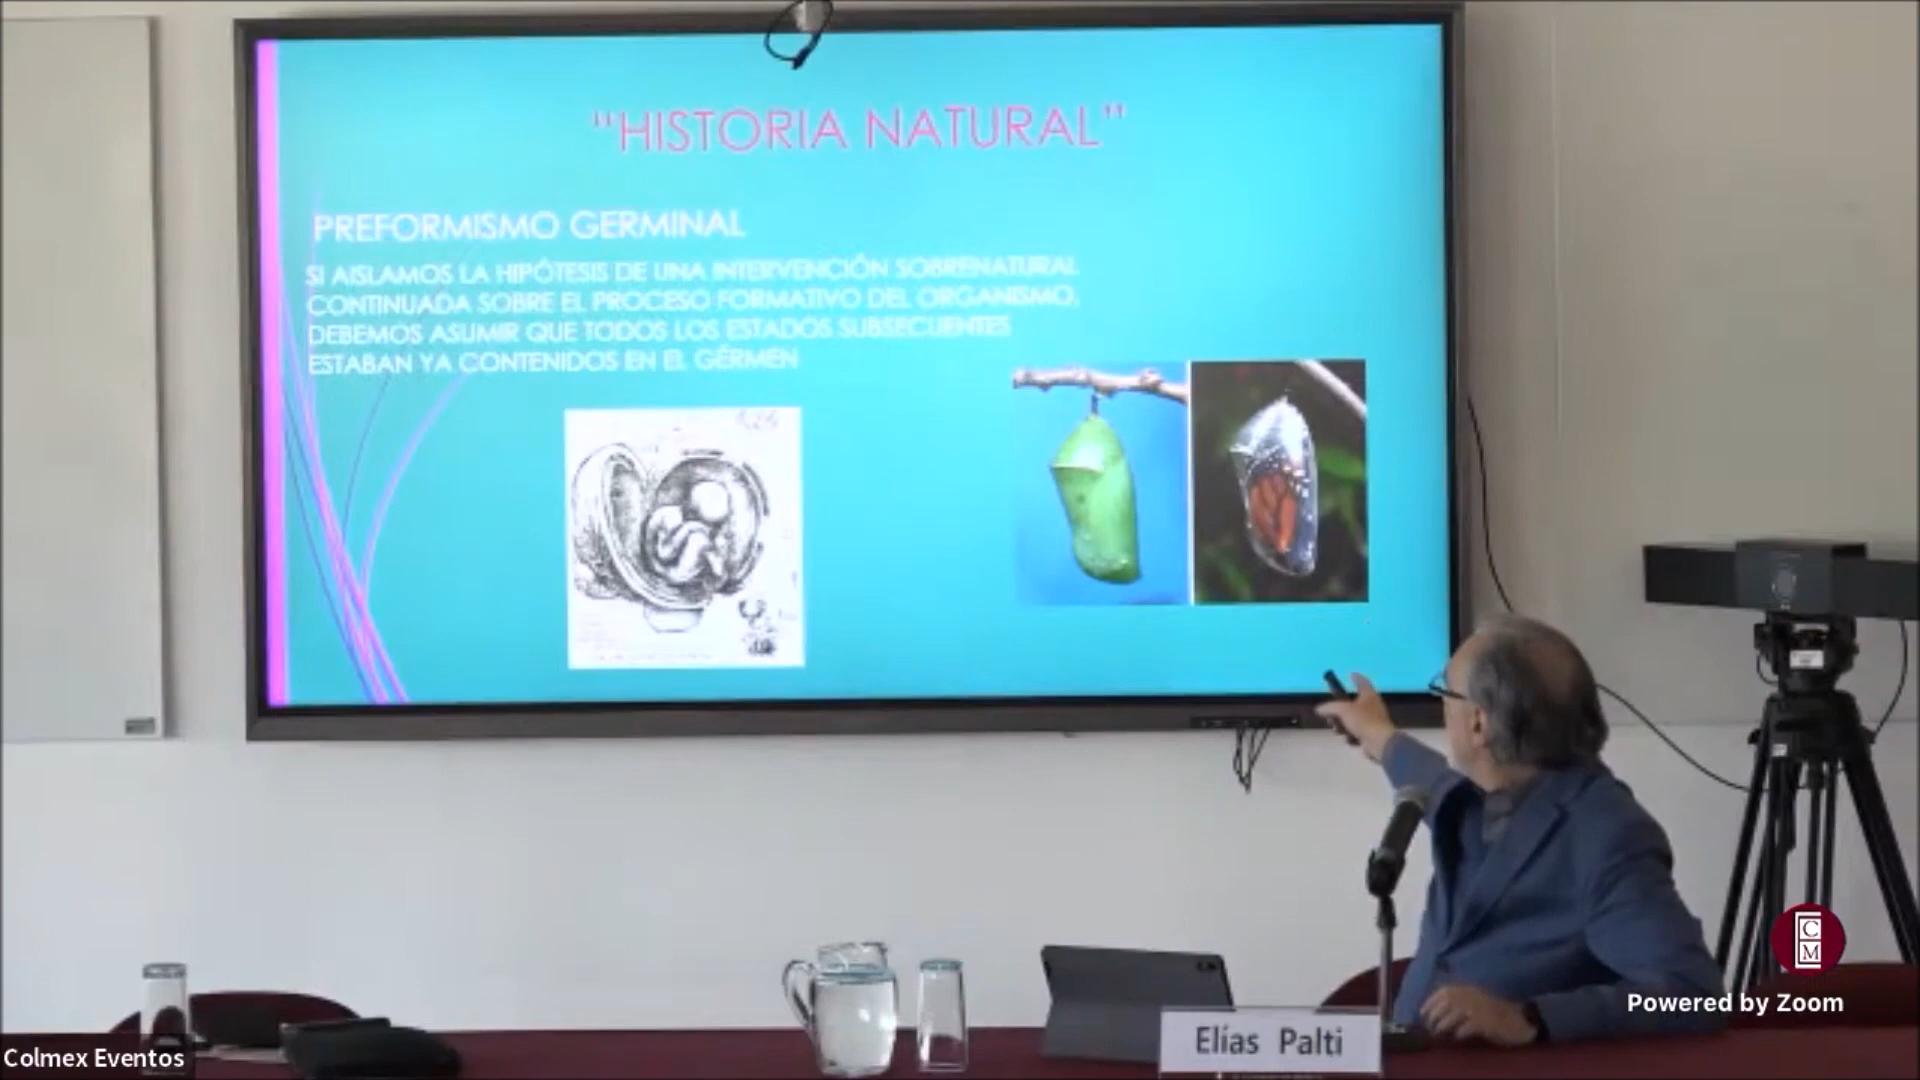 “HISTORIA NATURAL”
PREFORMISMO GERMINAL
SI AISLAMOS LA HIPÓTESIS DE UNA INTERVENCIÓN SOBRENATURAL
CONTINUADA SOBRE EL PROCESO FORMATIVO DEL ORGANISMO,
DEBEMOS ASUMIR QUE TODOS LOS ESTADOS SUBSECUENTES
ESTABAN YA CONTENIDOS EN EL GÉRMEN
C
M
Powered by Zoom
Elías Palti
Colmex Eventos